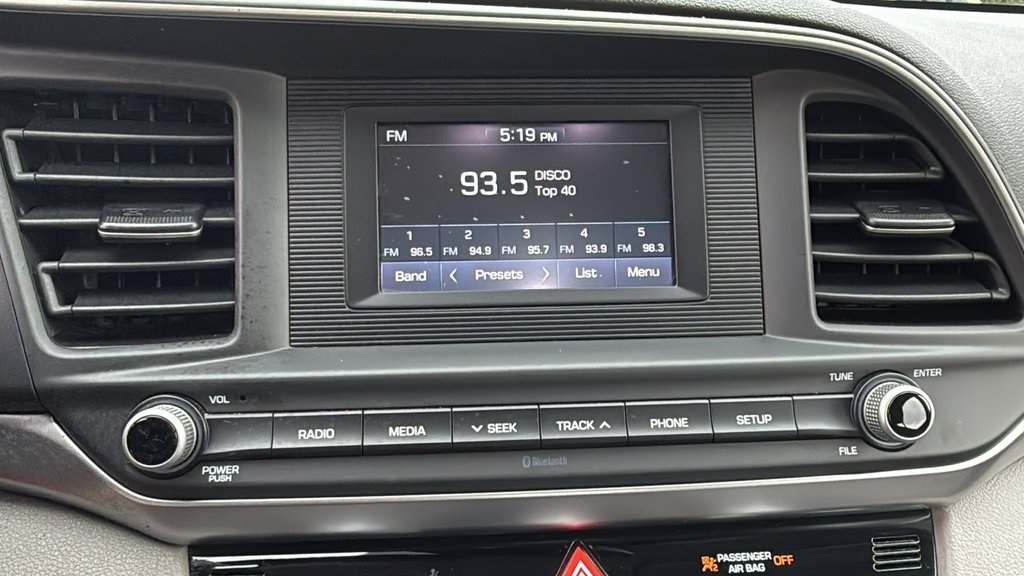 FM 5:19 PM
93.5 DISCO
Top 40
1 2 3 4 5
FM 96.5 FM 94.9 FM 95.7 FM 93.9 FM 98.3
Band Presets List Menu
VOL
TUNE ENTER
RADIO MEDIA SEEK TRACK PHONE SETUP
POWER
PUSH
Bluetooth
FILE
PASSENGER
AIR BAG OFF